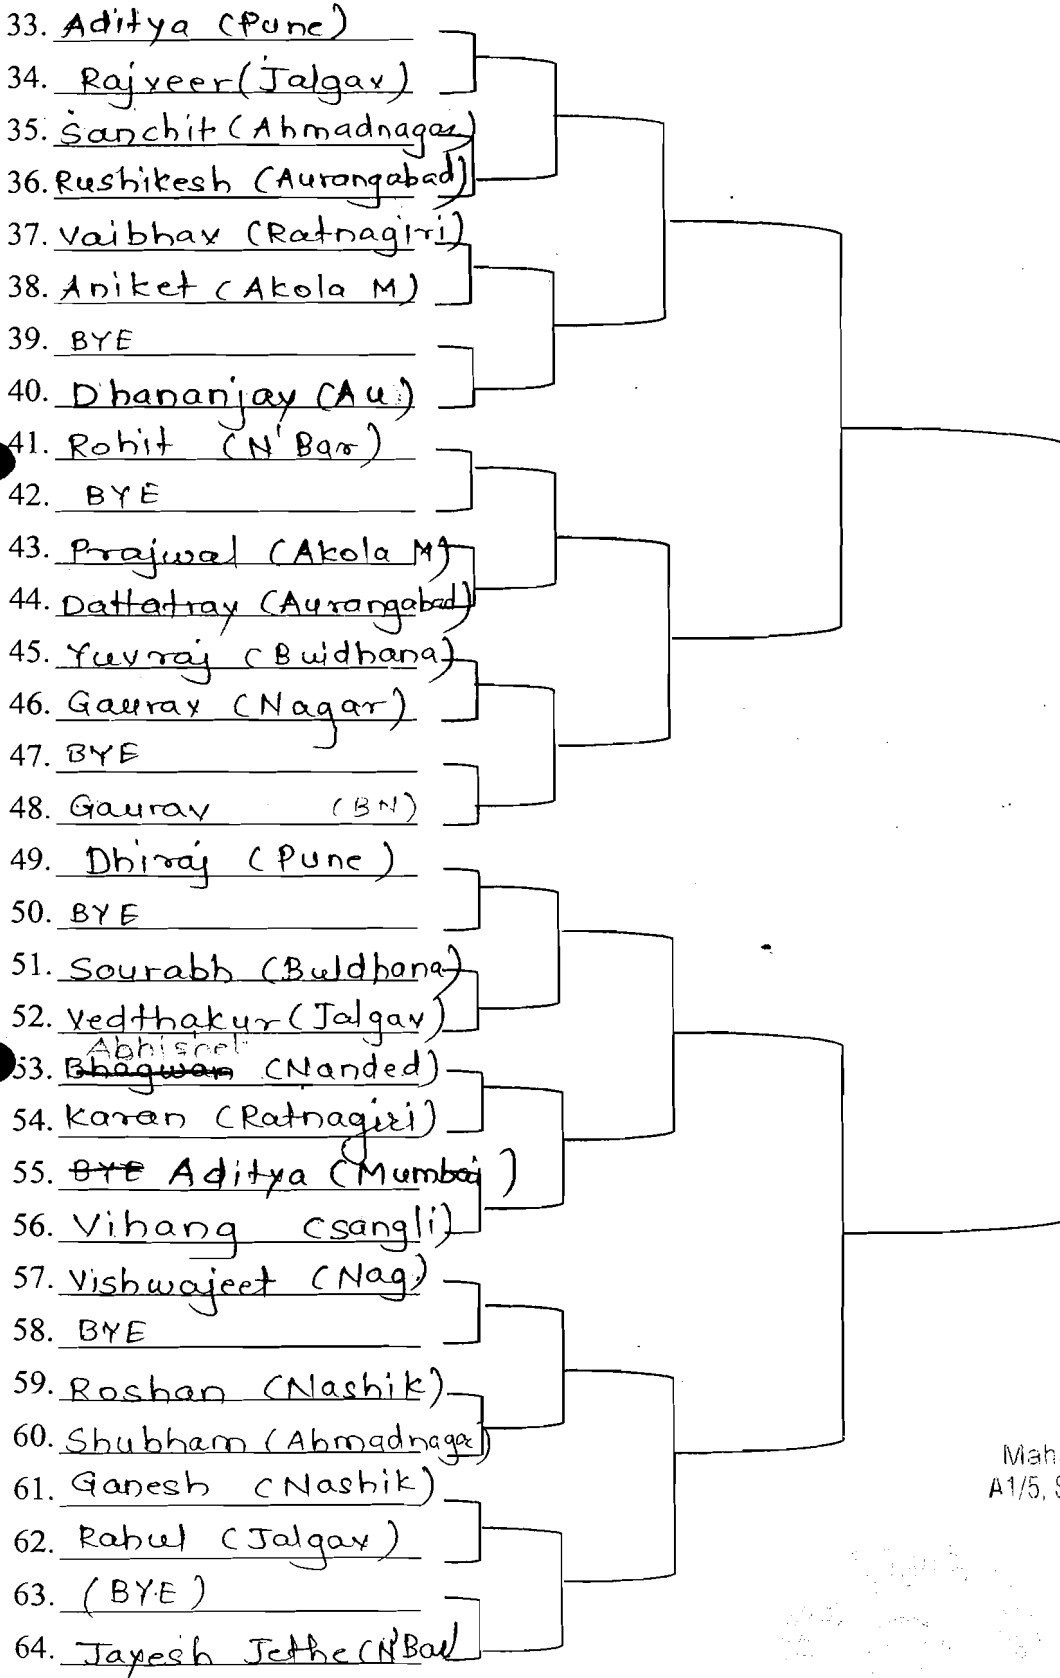 33. Aditya (Pune)
34. Rajveer (Jalgav)
35. Sanchit (Ahmadnagar)
36. Rushikesh (Aurangabad)
37. Vaibhav (Ratnagiri)
38. Aniket (Akola M)
39. BYE
40. Dhananjay (Au)
41. Rohit (N'Bar)
42. BYE
43. Prajwal (Akola M)
44. Dattatray (Aurangabad)
45. Yuvraj (Buldhana)
46. Gaurav (Nagar)
47. BYE
48. Gaurav (BN)
49. Dhiraj (Pune)
50. BYE
51. Sourabh (Buldhana)
52. Vedthakur (Jalgav)
Abhishek
53. Bhagwan (Nanded)
54. Karan (Ratnagiri)
55. BYE Aditya (Mumbai)
56. Vihang (Sangli)
57. Vishwajeet (Nag)
58. BYE
59. Roshan (Nashik)
60. Shubham (Ahmadnagar)
Mah
61. Ganesh (Nashik)
A1/5, S
62. Rahul (Jalgav)
63. (BYE)
64. Jayesh Jethe (N'Bar